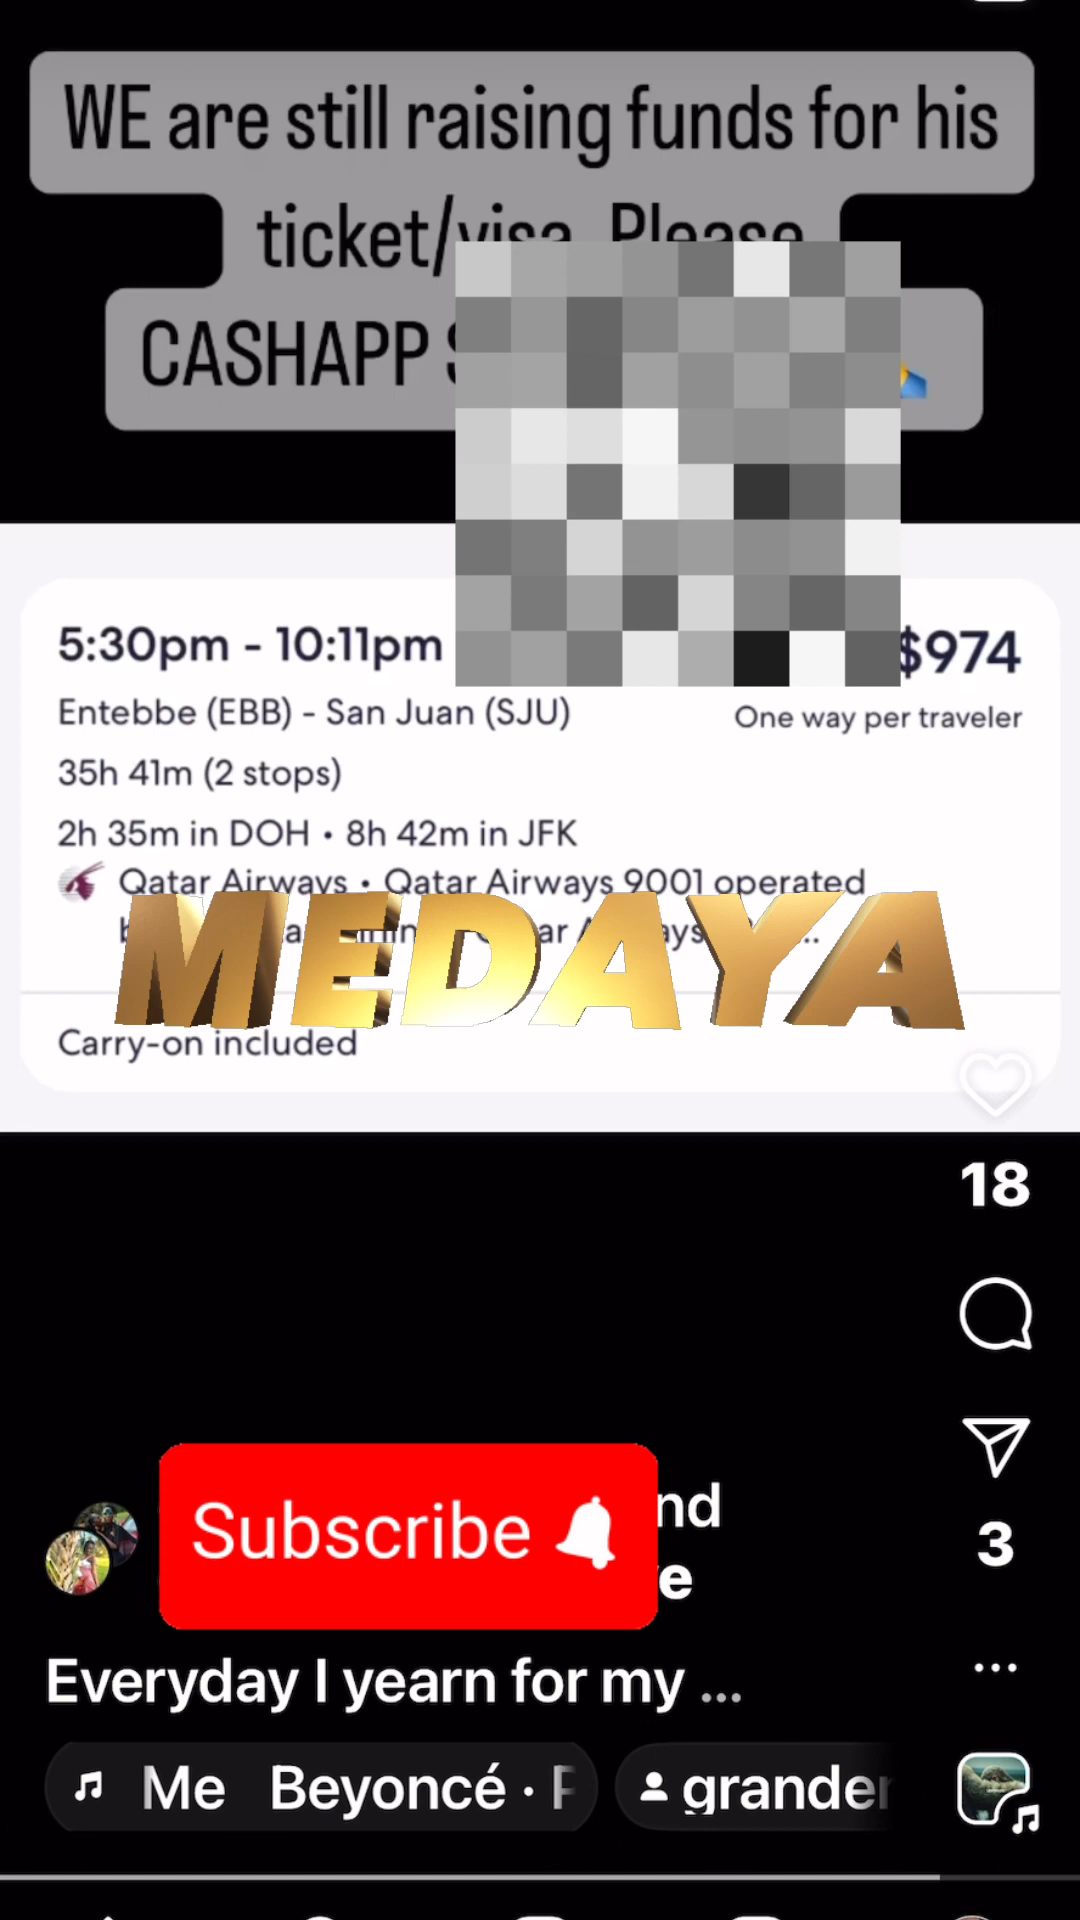 WE are still raising funds for his
ticket/visa Please
CASHAPP
5:30pm - 10:11pm
$974
Entebbe (EBB) - San Juan (SJU)
One way per traveler
35h 41m (2 stops)
2h 35m in DOH • 8h 42m in JFK
Qatar Airways • Qatar Airways 9001 operated
MEDAYA
Carry-on included
18
Subscribe
3
Everyday I yearn for my ...
Me Beyoncé •